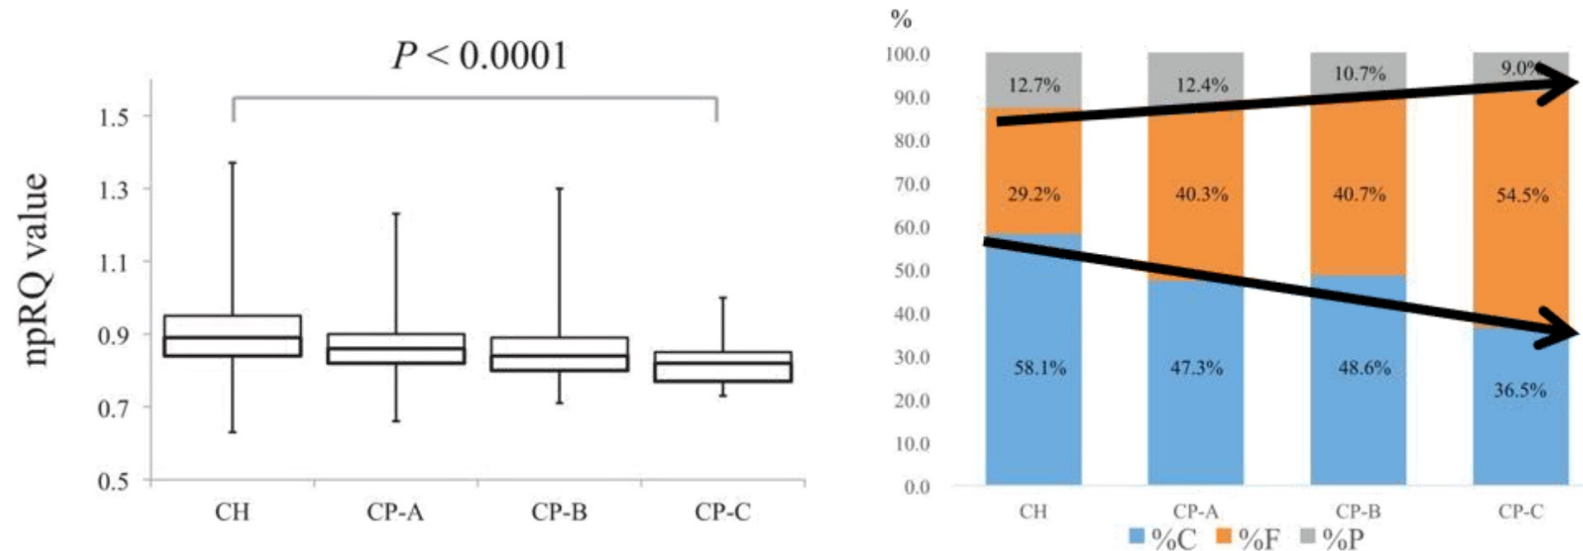 P < 0.0001
npRQ value
1.5
1.3
1.1
0.9
0.7
0.5
CH CP-A CP-B CP-C
%
100.0
90.0
80.0
70.0
60.0
50.0
40.0
30.0
20.0
10.0
0.0
12.7% 12.4% 10.7% 9.0%
29.2% 40.3% 40.7% 54.5%
58.1% 47.3% 48.6% 36.5%
CH CP-A CP-B CP-C
%C %F %P